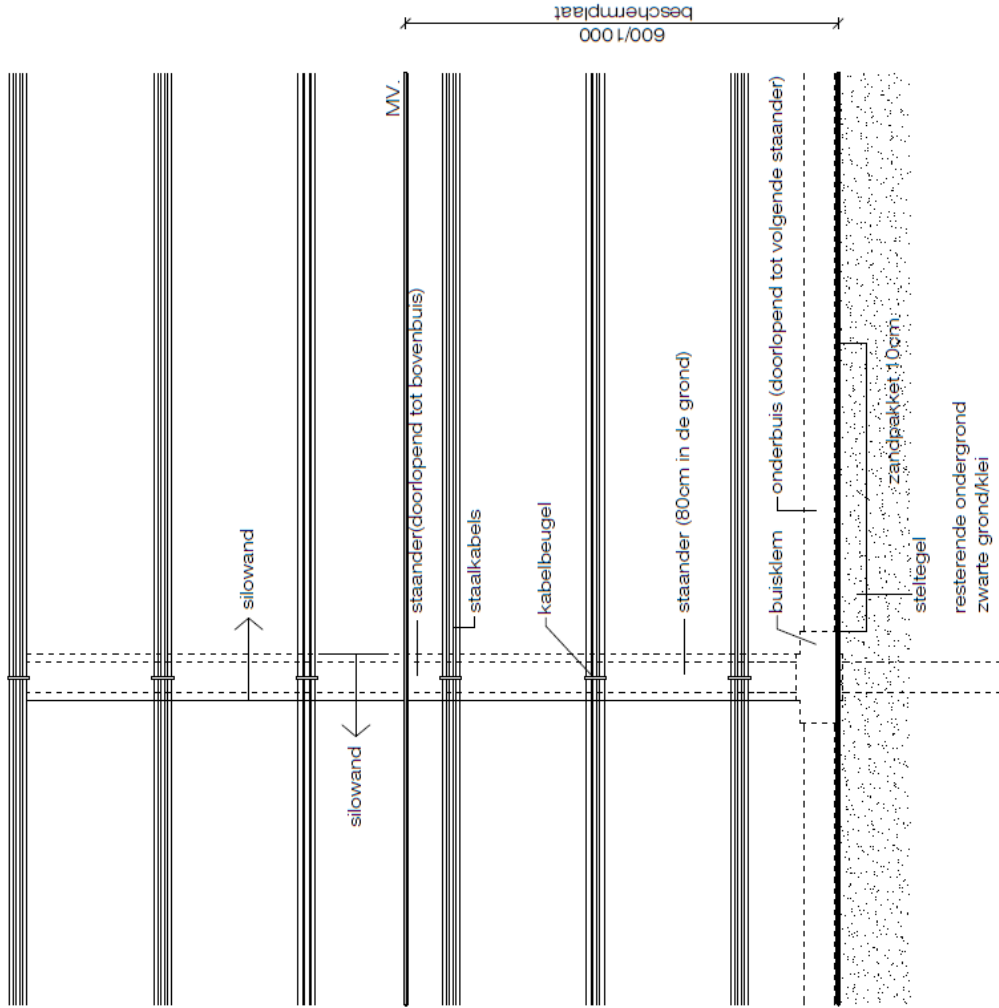 silowand
silowand
MV.
staander(doorlopend tot bovenbuis)
staalkabels
kabelbeugel
staander (80cm in de grond)
buisklem
onderbuis (doorlopend tot volgende staander)
zandpakket 10cm.
steltegel
resterende ondergrond
zwarte grond/klei
600/1000
beschermplaat